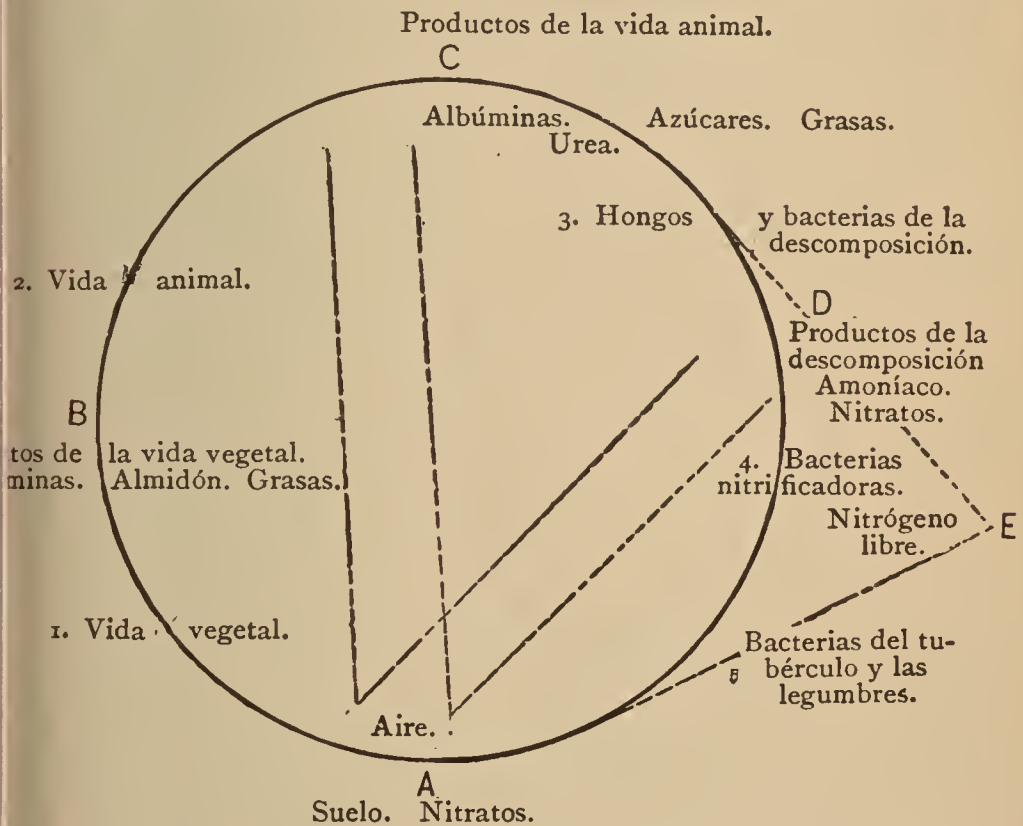 Productos de la vida animal.
C
Albúminas. Azúcares. Grasas.
Urea.
3. Hongos y bacterias de la
descomposición.
2. Vida animal.
D
Productos de la
descomposición
Amoníaco.
Nitratos.
B
tos de la vida vegetal.
minas. Almidón. Grasas.
4. Bacterias
nitrificadoras.
Nitrógeno
libre.
E
1. Vida vegetal.
Bacterias del tu-
5 bérculo y las
legumbres.
Aire.
A
Suelo. Nitratos.